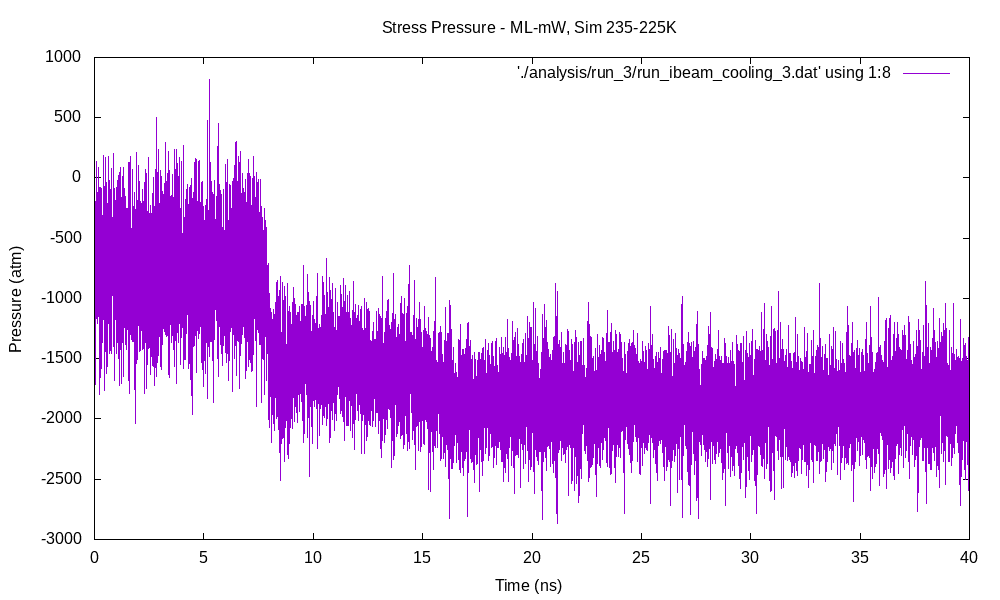 Stress Pressure - ML-mW, Sim 235-225K
'./analysis/run_3/run_ibeam_cooling_3.dat' using 1:8
1000
500
0
-500
-1000
-1500
-2000
-2500
-3000
Pressure (atm)
0 5 10 15 20 25 30 35 40
Time (ns)